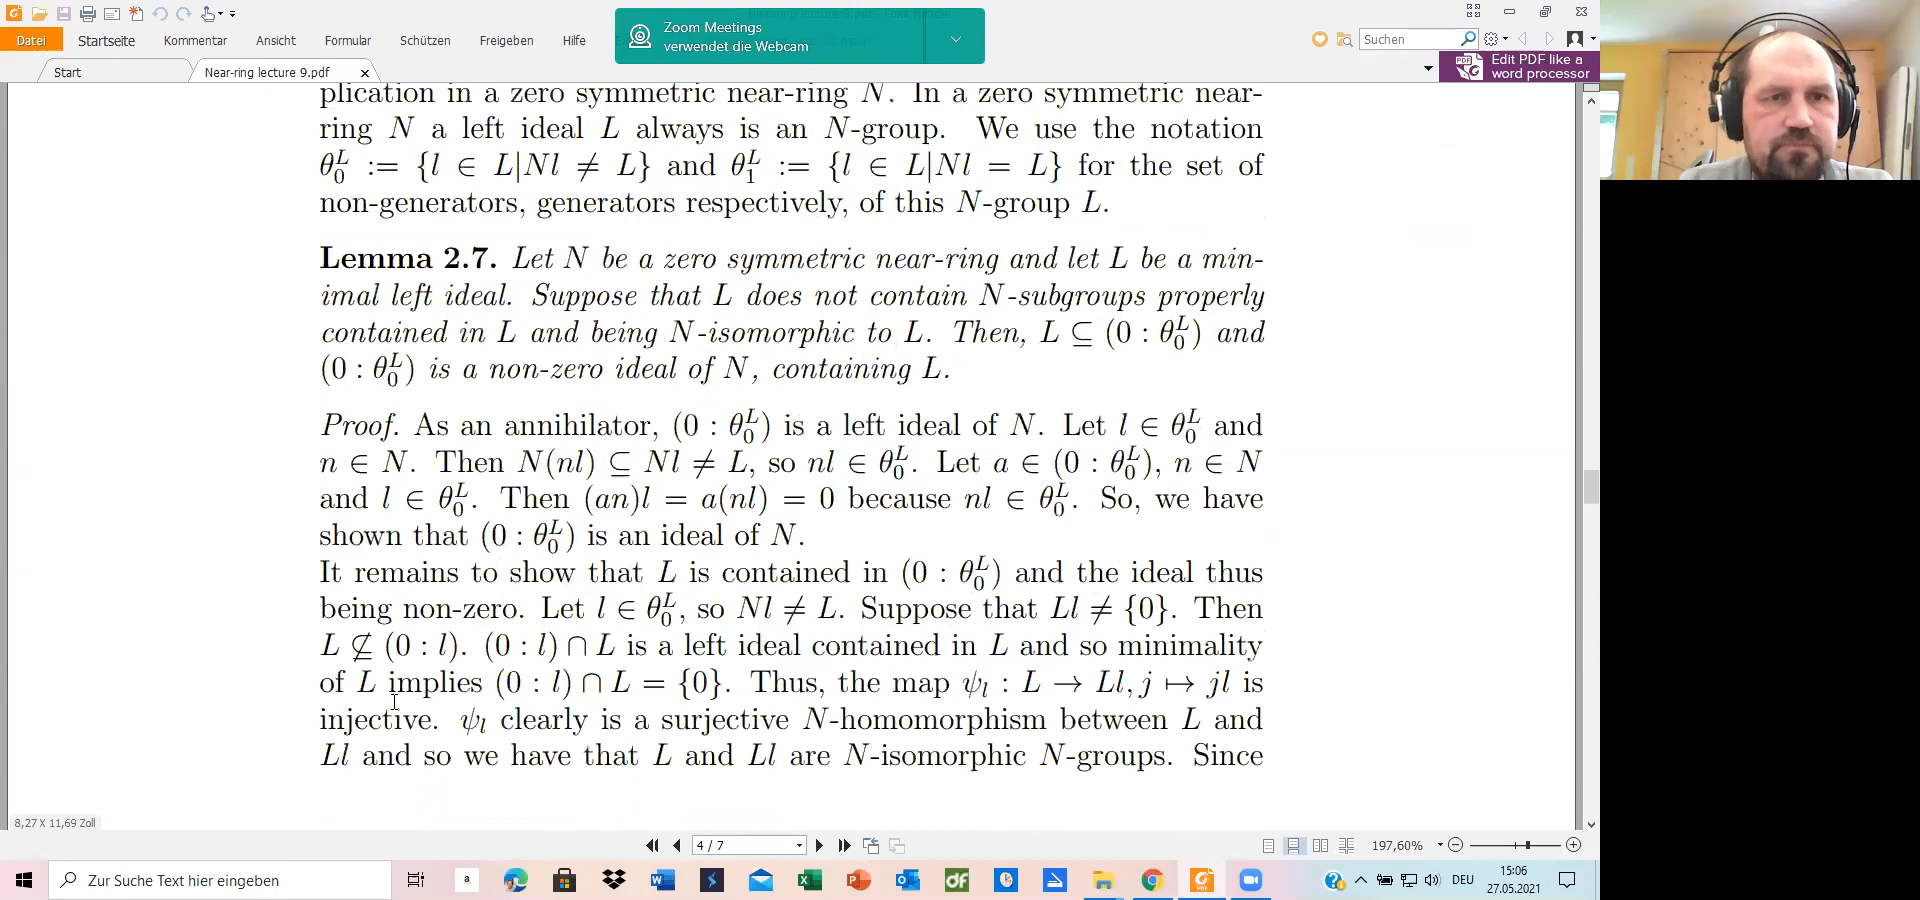 Zoom Meetings
verwendet die Webcam
Suchen
Datei Startseite Kommentar Ansicht Formular Schützen Freigeben Hilfe
Edit PDF like a
word processor
Start Near-ring lecture 9.pdf
plication in a zero symmetric near-ring N. In a zero symmetric near-
ring N a left ideal L always is an N-group. We use the notation
θ₀ᴸ := {l ∈ L|Nl ≠ L} and θ₁ᴸ := {l ∈ L|Nl = L} for the set of
non-generators, generators respectively, of this N-group L.
Lemma 2.7. Let N be a zero symmetric near-ring and let L be a min-
imal left ideal. Suppose that L does not contain N-subgroups properly
contained in L and being N-isomorphic to L. Then, L ⊆ (0 : θ₀ᴸ) and
(0 : θ₀ᴸ) is a non-zero ideal of N, containing L.
Proof. As an annihilator, (0 : θ₀ᴸ) is a left ideal of N. Let l ∈ θ₀ᴸ and
n ∈ N. Then N(nl) ⊆ Nl ≠ L, so nl ∈ θ₀ᴸ. Let a ∈ (0 : θ₀ᴸ), n ∈ N
and l ∈ θ₀ᴸ. Then (an)l = a(nl) = 0 because nl ∈ θ₀ᴸ. So, we have
shown that (0 : θ₀ᴸ) is an ideal of N.
It remains to show that L is contained in (0 : θ₀ᴸ) and the ideal thus
being non-zero. Let l ∈ θ₀ᴸ, so Nl ≠ L. Suppose that Ll ≠ {0}. Then
L ⊈ (0 : l). (0 : l) ∩ L is a left ideal contained in L and so minimality
of L implies (0 : l) ∩ L = {0}. Thus, the map ψₗ : L → Ll, j ↦ jl is
injective. ψₗ clearly is a surjective N-homomorphism between L and
Ll and so we have that L and Ll are N-isomorphic N-groups. Since
8,27 X 11,69 Zoll
4 / 7
197,60%
Zur Suche Text hier eingeben
DEU
15:06
27.05.2021